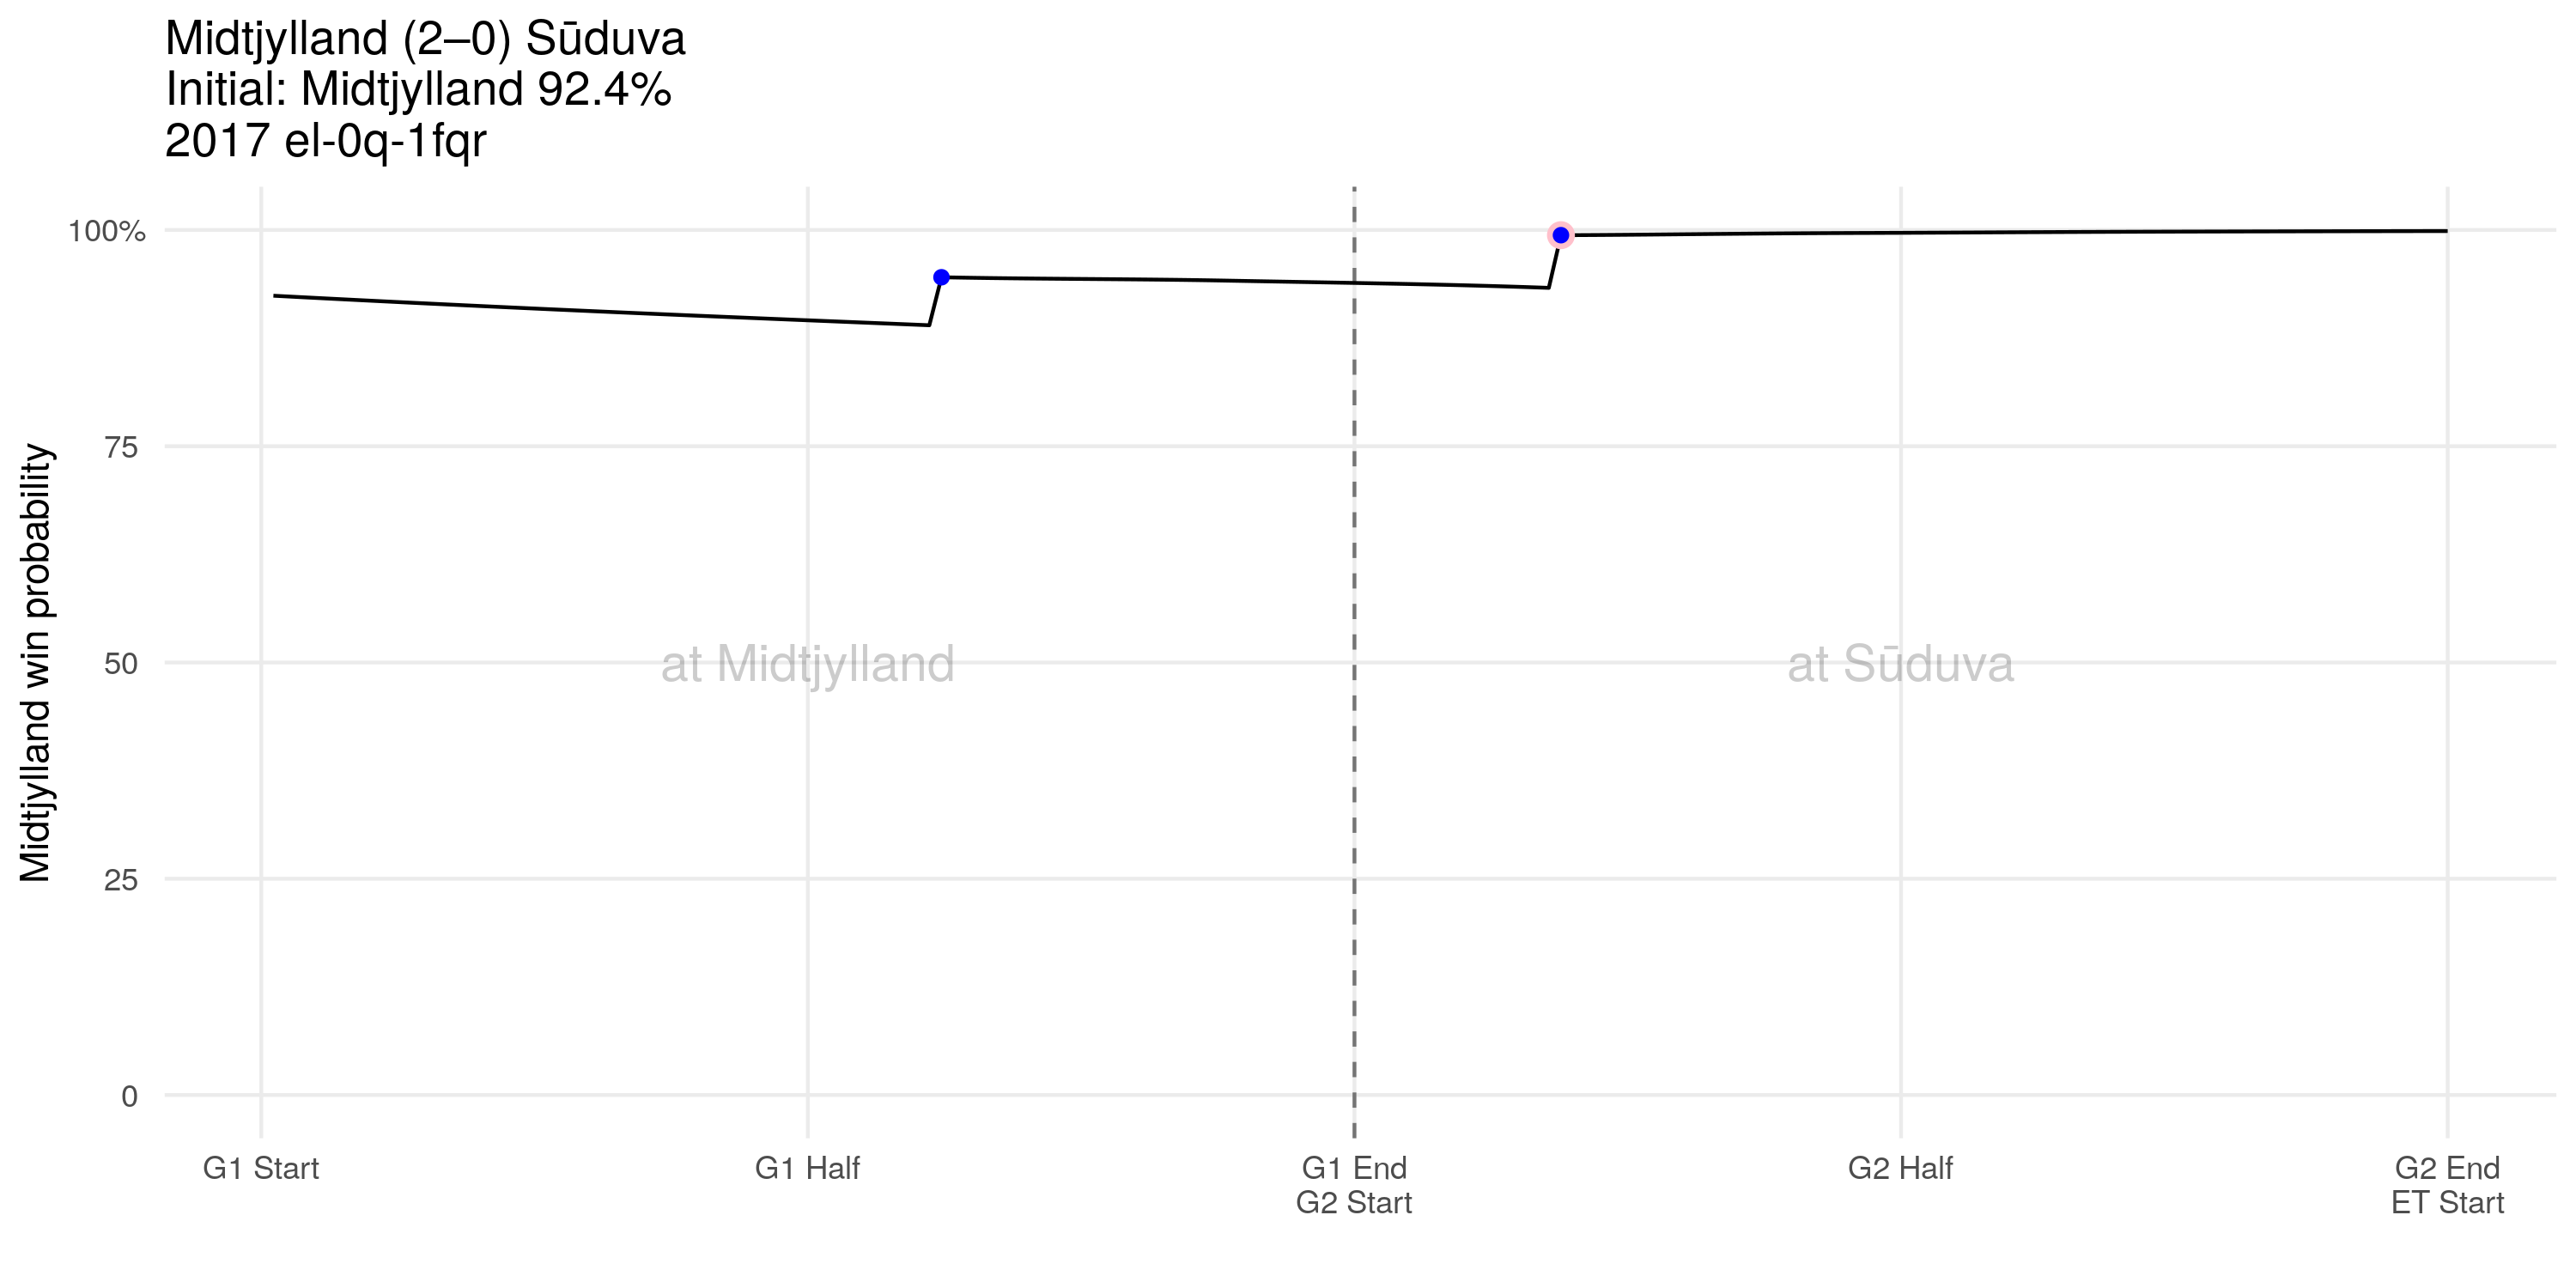 Midtjylland (2–0) Sūduva
Initial: Midtjylland 92.4%
2017 el-0q-1fqr
Midtjylland win probability
100%
75
50
25
0
at Midtjylland
at Sūduva
G1 Start
G1 Half
G1 End
G2 Start
G2 Half
G2 End
ET Start